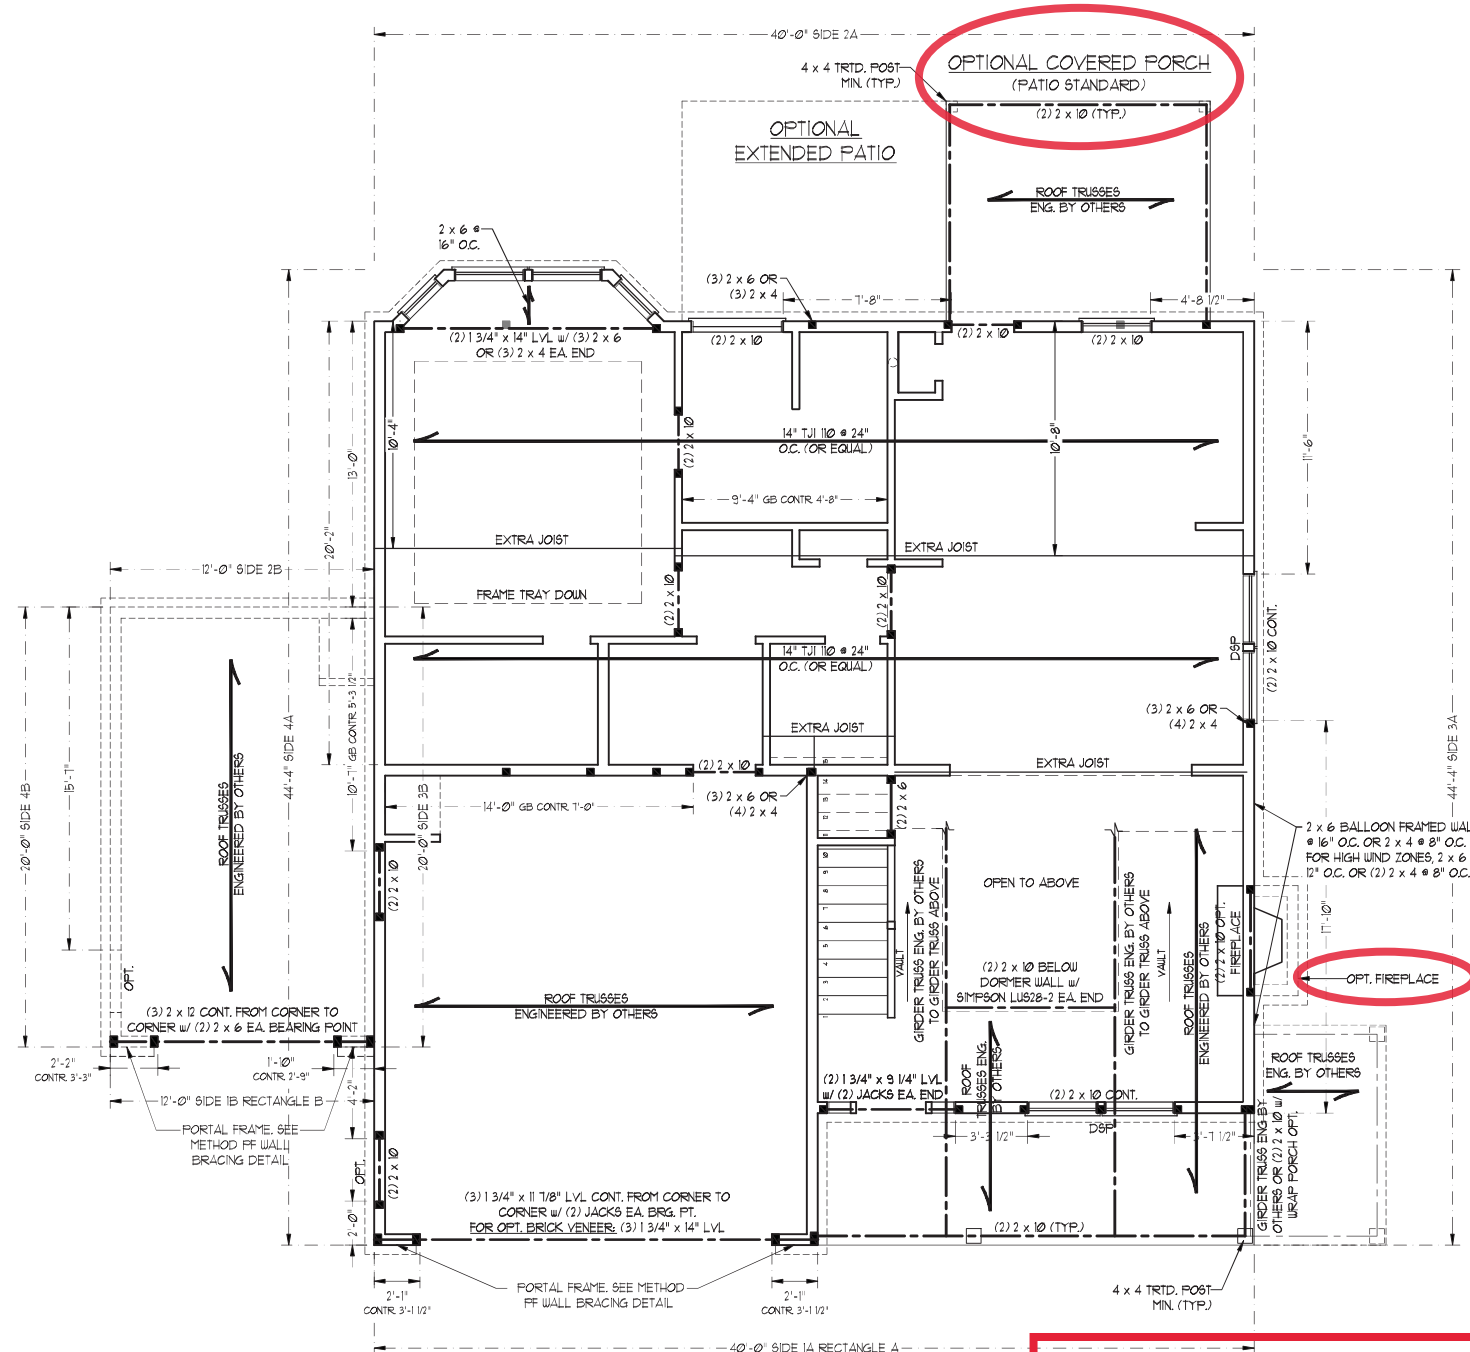 40'-0" SIDE 2A
OPTIONAL COVERED PORCH
(PATIO STANDARD)
4 x 4 TRTD. POST
MIN. (TYP.)
(2) 2 x 10 (TYP.)
OPTIONAL
EXTENDED PATIO
ROOF TRUSSES
ENG. BY OTHERS
2 x 6 @
16" O.C.
(3) 2 x 6 OR
(3) 2 x 4
7'-8"
4'-8 1/2"
(2) 1 3/4" x 14" LVL w/ (3) 2 x 6
OR (3) 2 x 4 EA. END
(2) 2 x 10
(2) 2 x 10
(2) 2 x 10
10'-4"
13'-0"
20'-2"
(2) 2 x 10
14" TJI 110 @ 24"
O.C. (OR EQUAL)
10'-8"
11'-6"
9'-4" GB CONTR. 4'-8"
EXTRA JOIST
EXTRA JOIST
12'-0" SIDE 2B
FRAME TRAY DOWN
(2) 2 x 10
(2) 2 x 10
14" TJI 110 @ 24"
O.C. (OR EQUAL)
DSP
(2) 2 x 10 CONT.
(3) 2 x 6 OR
(4) 2 x 4
44'-4" SIDE 4A
44'-4" SIDE 3A
10'-7" GB CONTR. 5'-3 1/2"
EXTRA JOIST
EXTRA JOIST
(2) 2 x 10
14'-0" GB CONTR. 7'-0"
(3) 2 x 6 OR
(4) 2 x 4
(2) 2 x 6
20'-0" SIDE 4B
15'-7"
ROOF TRUSSES
ENGINEERED BY OTHERS
20'-0" SIDE 3B
(2) 2 x 10
2 x 6 BALLOON FRAMED WAL
@ 16" O.C. OR 2 x 4 @ 8" O.C.
FOR HIGH WIND ZONES, 2 x 6
12" O.C. OR (2) 2 x 4 @ 8" O.C.
OPEN TO ABOVE
GIRDER TRUSS ENG. BY OTHERS
TO GIRDER TRUSS ABOVE
GIRDER TRUSS ENG. BY OTHERS
TO GIRDER TRUSS ABOVE
VAULT
VAULT
ROOF TRUSSES
ENGINEERED BY OTHERS
(2) 2 x 10 OPT.
FIREPLACE
17'-10"
OPT. FIREPLACE
(2) 2 x 10 BELOW
DORMER WALL w/
SIMPSON LUS28-2 EA. END
ROOF TRUSSES
ENGINEERED BY OTHERS
OPT.
(3) 2 x 12 CONT. FROM CORNER TO
CORNER w/ (2) 2 x 6 EA. BEARING POINT
2'-2"
CONTR. 3'-3"
1'-10"
CONTR. 2'-9"
4'-2"
12'-0" SIDE 1B RECTANGLE B
PORTAL FRAME. SEE
METHOD PF WALL
BRACING DETAIL
OPT.
(2) 2 x 10
2'-0"
ROOF
TRUSSES ENG.
BY OTHERS
(2) 1 3/4" x 9 1/4" LVL
w/ (2) JACKS EA. END
(2) 2 x 10 CONT.
DSP
3'-3 1/2"
ROOF TRUSSES
ENG. BY OTHERS
GIRDER TRUSS ENG BY
OTHERS OR (2) 2 x 10 w/
WRAP PORCH OPT.
(3) 1 3/4" x 11 7/8" LVL CONT. FROM CORNER TO
CORNER w/ (2) JACKS EA. BRG. PT.
FOR OPT. BRICK VENEER: (3) 1 3/4" x 14" LVL
(2) 2 x 10 (TYP.)
2'-1"
CONTR. 3'-1 1/2"
PORTAL FRAME. SEE METHOD
PF WALL BRACING DETAIL
2'-1"
CONTR. 3'-1 1/2"
4 x 4 TRTD. POST
MIN. (TYP.)
40'-0" SIDE 1A RECTANGLE A